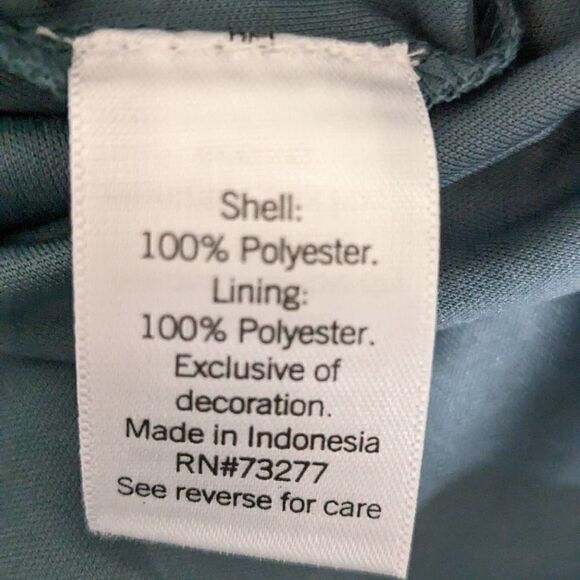 Shell:
100% Polyester.
Lining:
100% Polyester.
Exclusive of
decoration.
Made in Indonesia
RN#73277
See reverse for care